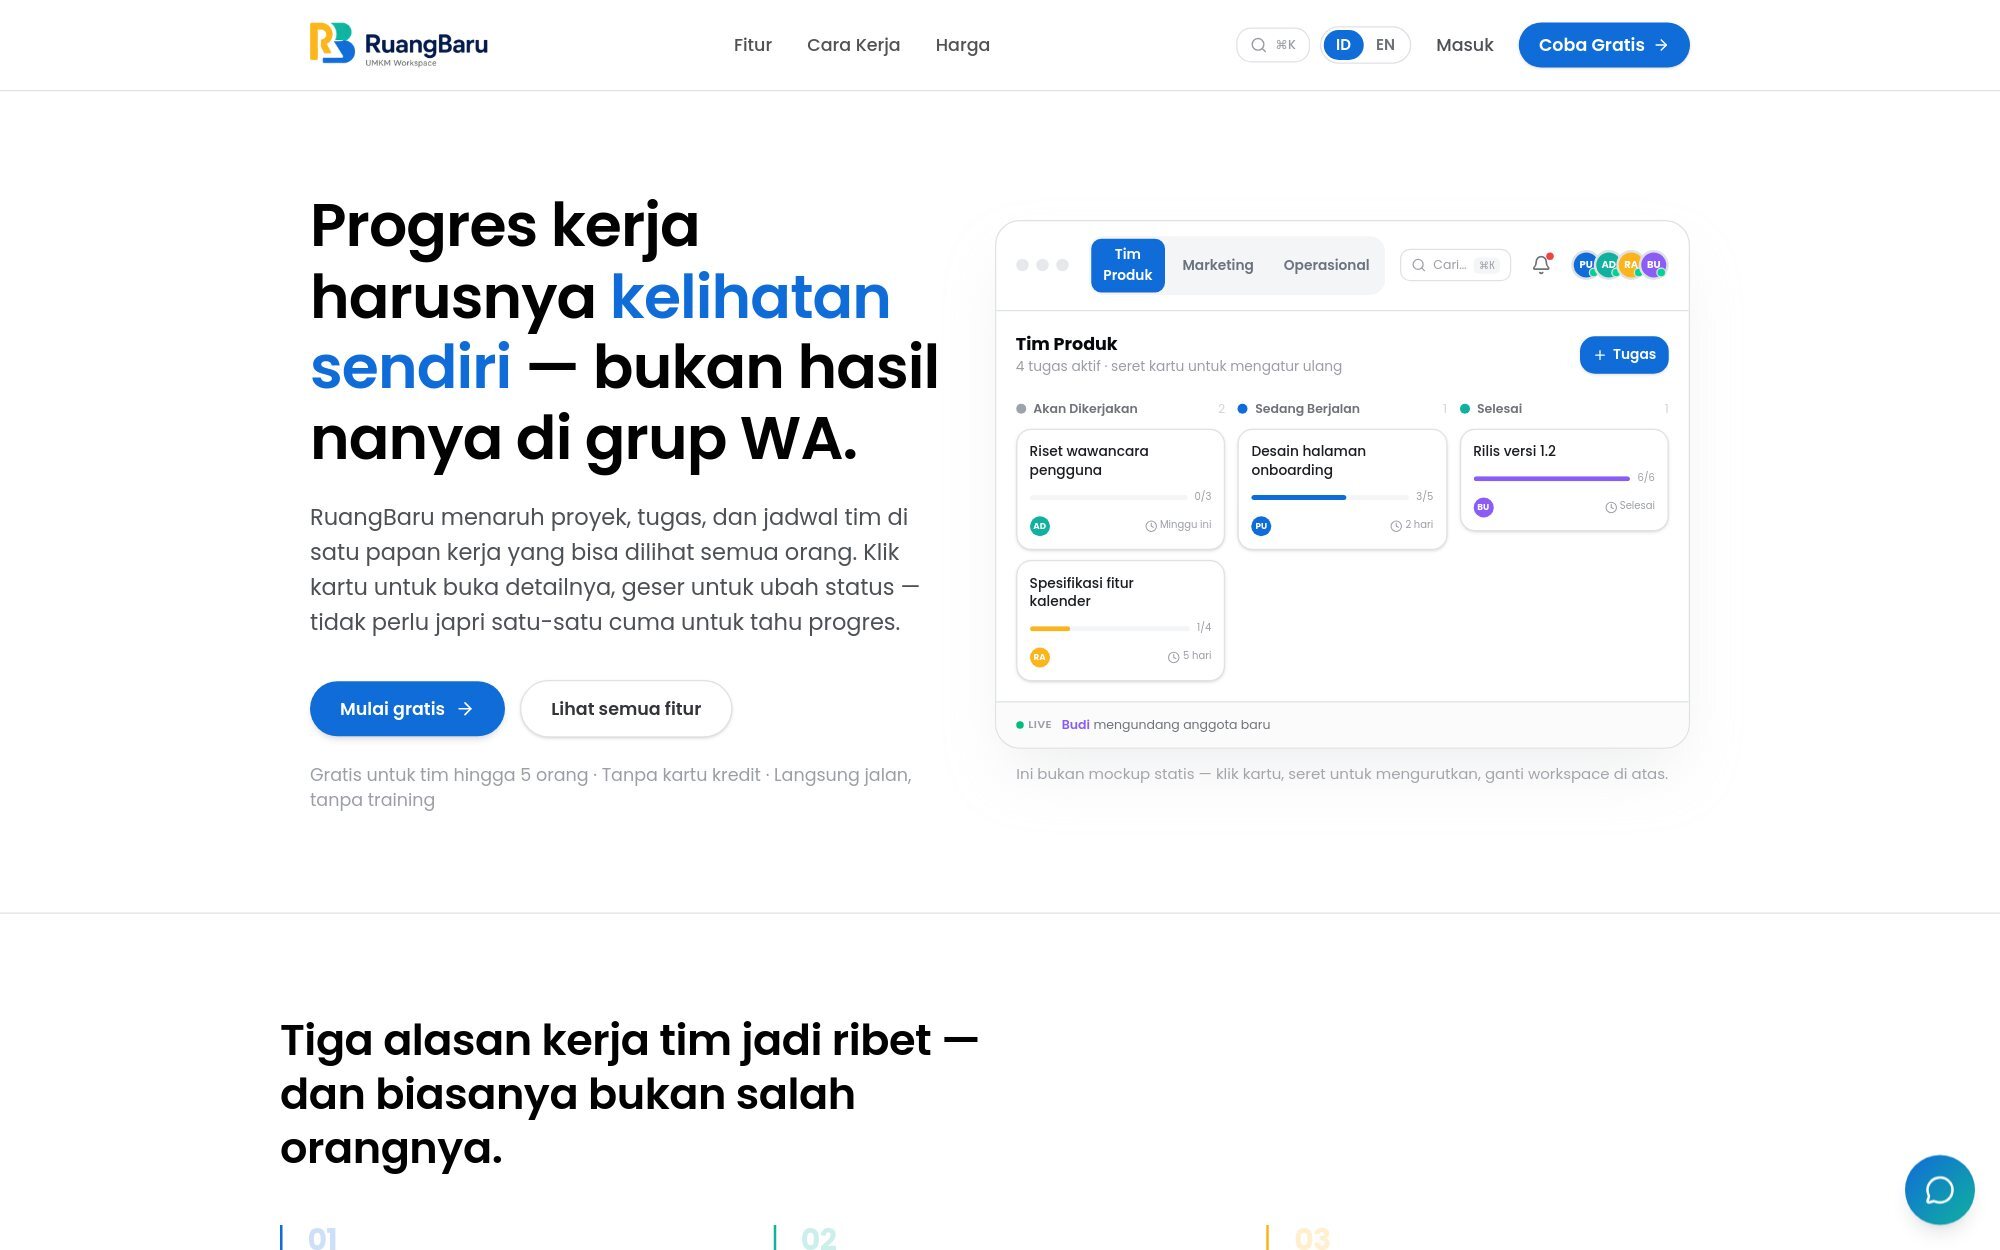 RuangBaru
UMKM Workspace
Fitur
Cara Kerja
Harga
⌘K
ID
EN
Masuk
Coba Gratis →
Progres kerja
harusnya kelihatan
sendiri — bukan hasil
nanya di grup WA.
RuangBaru menaruh proyek, tugas, dan jadwal tim di
satu papan kerja yang bisa dilihat semua orang. Klik
kartu untuk buka detailnya, geser untuk ubah status —
tidak perlu japri satu-satu cuma untuk tahu progres.
Mulai gratis →
Lihat semua fitur
Gratis untuk tim hingga 5 orang · Tanpa kartu kredit · Langsung jalan,
tanpa training
Tim
Produk
Marketing
Operasional
Cari... ⌘K
PU
AD
RA
BU
Tim Produk
4 tugas aktif · seret kartu untuk mengatur ulang
+ Tugas
Akan Dikerjakan 2
Riset wawancara
pengguna
0/3
AD
Minggu ini
Spesifikasi fitur
kalender
1/4
RA
5 hari
Sedang Berjalan 1
Desain halaman
onboarding
3/5
PU
2 hari
Selesai 1
Rilis versi 1.2
6/6
BU
Selesai
LIVE Budi mengundang anggota baru
Ini bukan mockup statis — klik kartu, seret untuk mengurutkan, ganti workspace di atas.
Tiga alasan kerja tim jadi ribet —
dan biasanya bukan salah
orangnya.
01
02
03